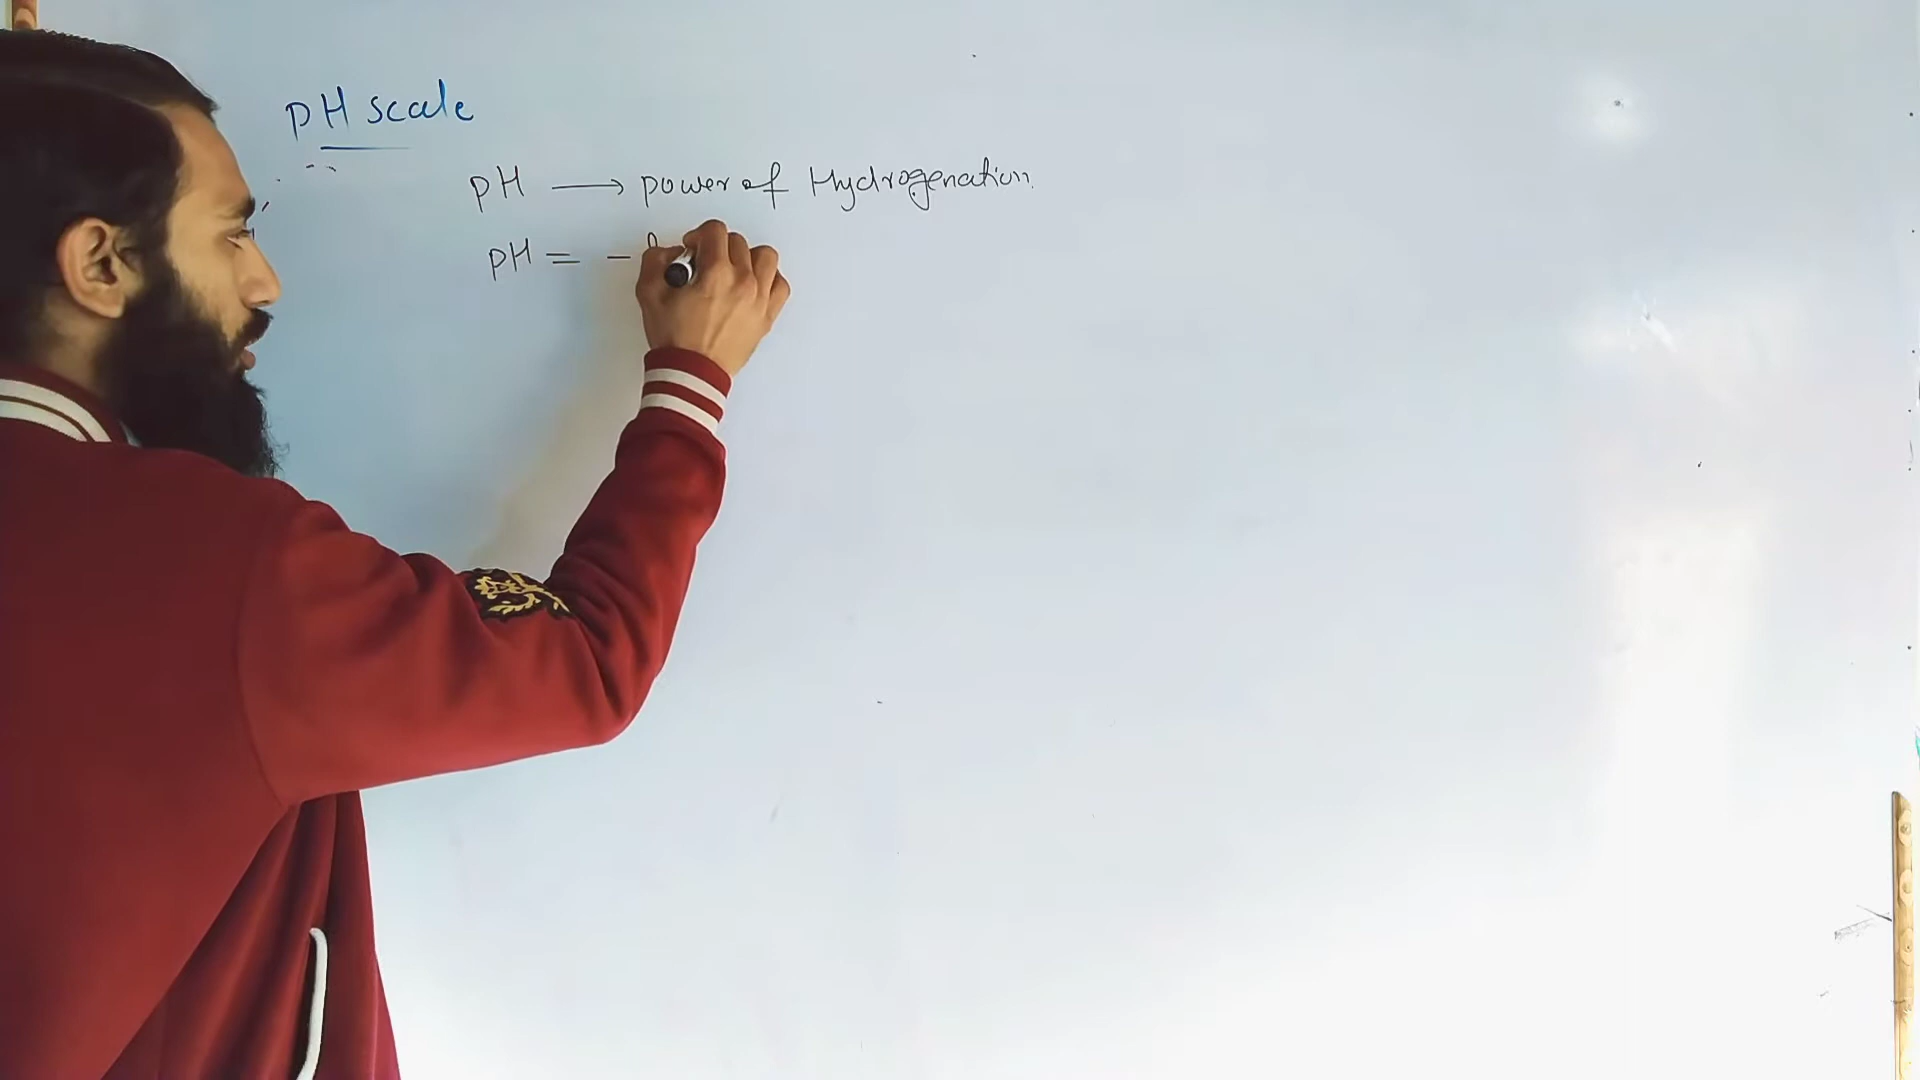 pH scale
pH → power of Hydrogenation
pH = -